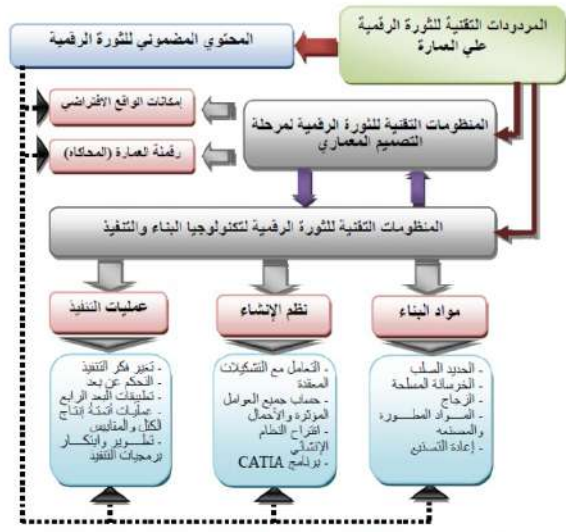 المردودات التقنية للثورة الرقمية
علي العمارة
المحتوي المضموني للثورة الرقمية
المنظومات التقنية للثورة الرقمية لمرحلة
التصميم المعماري
إمكانات الواقع الافتراضي
رقمنة العمارة (المحاكاه)
المنظومات التقنية للثورة الرقمية لتكنولوجيا البناء والتنفيذ
مواد البناء
- الحديد الصلب
- الخرسانة المسلحة
- الزجاج
- المواد المطورة
والمصنعه
- إعادة التصنيع
نظم الإنشاء
- التعامل مع التشكيلات
المعقدة
- حساب جميع العوامل
المؤثرة والأحمال
- اقتراح النظام
الإنشائي
- برنامج CATIA
عمليات التنفيذ
- تغير فكر التنفيذ
- التحكم عن بعد
- تطبيقات البعد الرابع
- عمليات أتمتة إنتاج
الكتل والمقاييس
- تطوير وابتكار
برمجيات التنفيذ